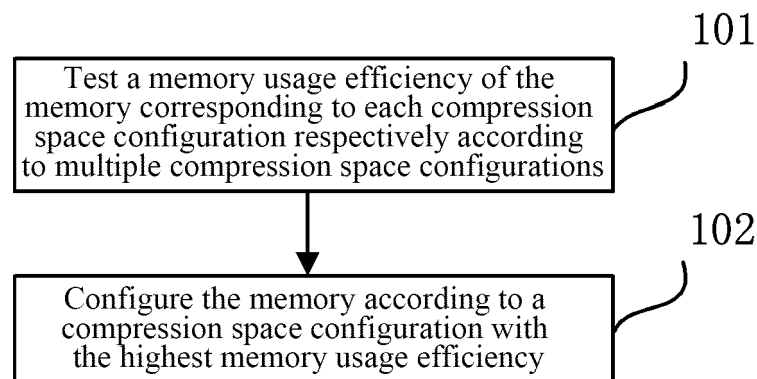 101
Test a memory usage efficiency of the
memory corresponding to each compression
space configuration respectively according
to multiple compression space configurations
102
Configure the memory according to a
compression space configuration with
the highest memory usage efficiency